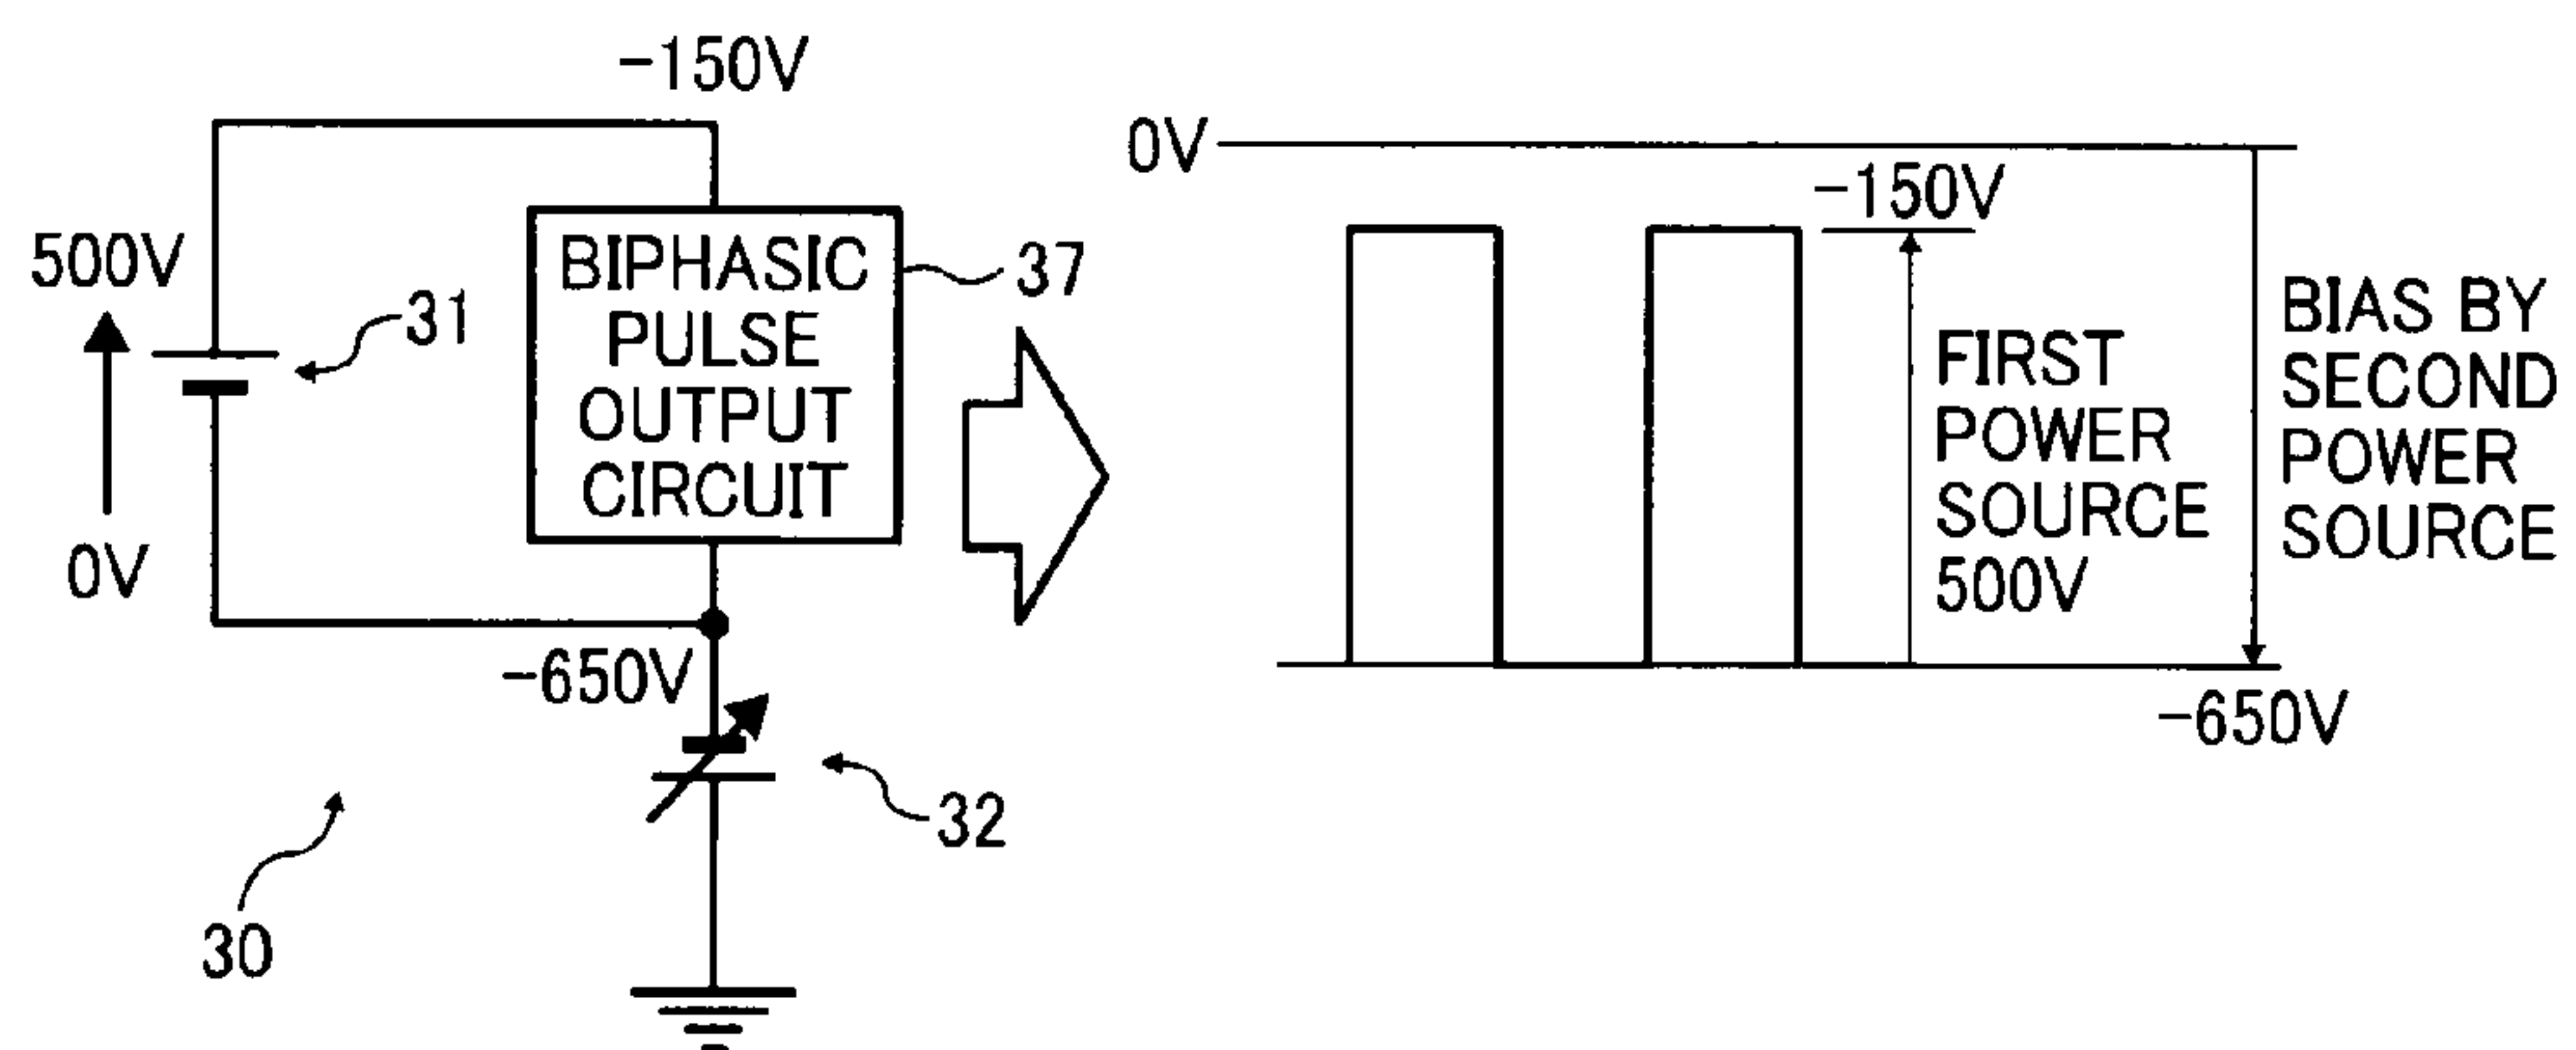 -150V
500V
0V
31
BIPHASIC
PULSE
OUTPUT
CIRCUIT
37
-650V
32
30
0V
-150V
FIRST
POWER
SOURCE
500V
BIAS BY
SECOND
POWER
SOURCE
-650V